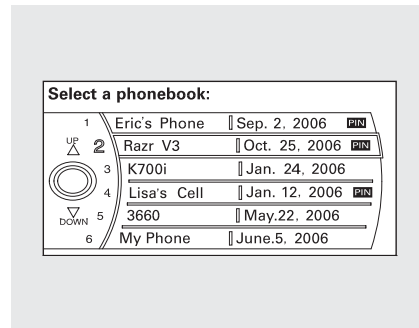 Select a phonebook:
1 Eric's Phone Sep. 2, 2006 PIN
UP 2 Razr V3 Oct. 25, 2006 PIN
3 K700i Jan. 24, 2006
4 Lisa's Cell Jan. 12, 2006 PIN
DOWN 5 3660 May.22, 2006
6 My Phone June.5, 2006